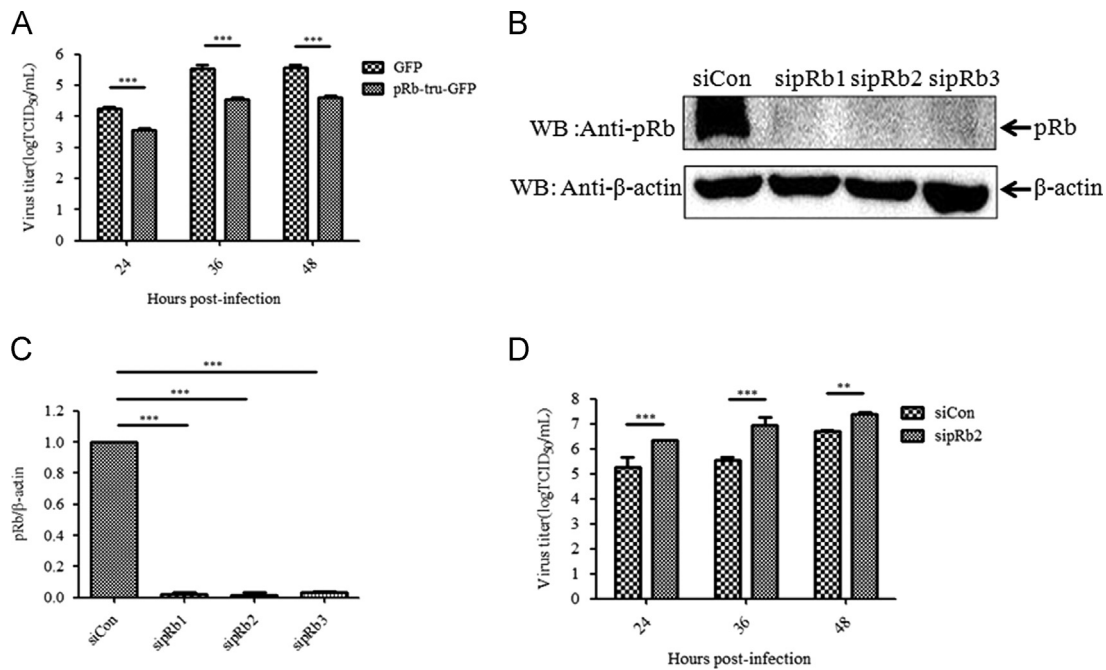 A
***
***
***
6
5
4
3
2
1
0
Virus titer(logTCID50/mL)
24
36
48
Hours post-infection
GFP
pRb-tru-GFP
B
siCon sipRb1 sipRb2 sipRb3
WB :Anti-pRb
pRb
WB: Anti-β-actin
β-actin
C
***
***
***
1.2
1.0
0.8
0.6
0.4
0.2
0.0
pRb/β-actin
siCon
sipRb1
sipRb2
sipRb3
D
***
***
**
8
7
6
5
4
3
2
1
0
Virus titer(logTCID50/mL)
24
36
48
Hours post-infection
siCon
sipRb2